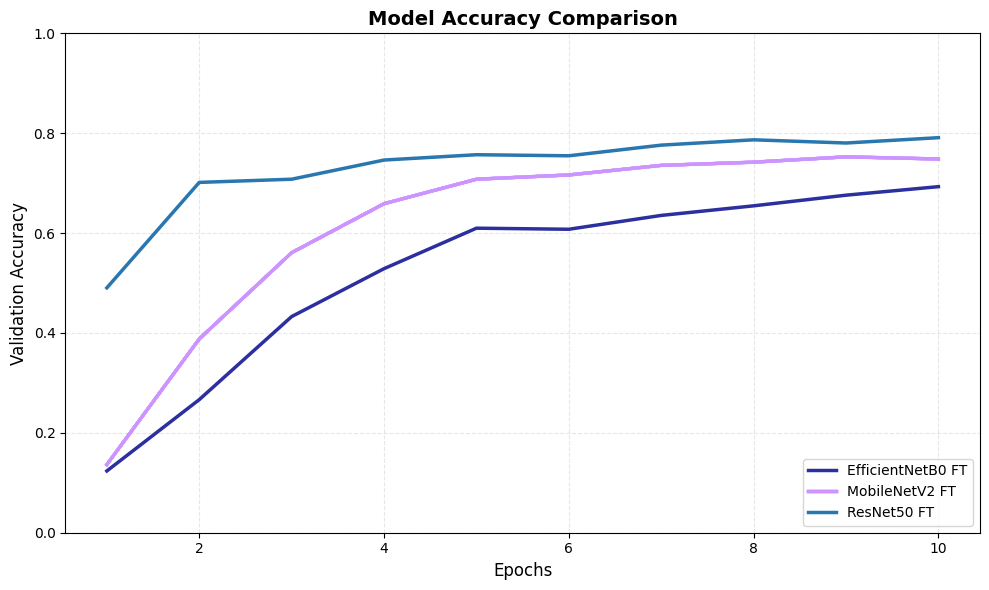 Model Accuracy Comparison
1.0
0.8
0.6
0.4
0.2
0.0
Validation Accuracy
2 4 6 8 10
Epochs
EfficientNetB0 FT
MobileNetV2 FT
ResNet50 FT